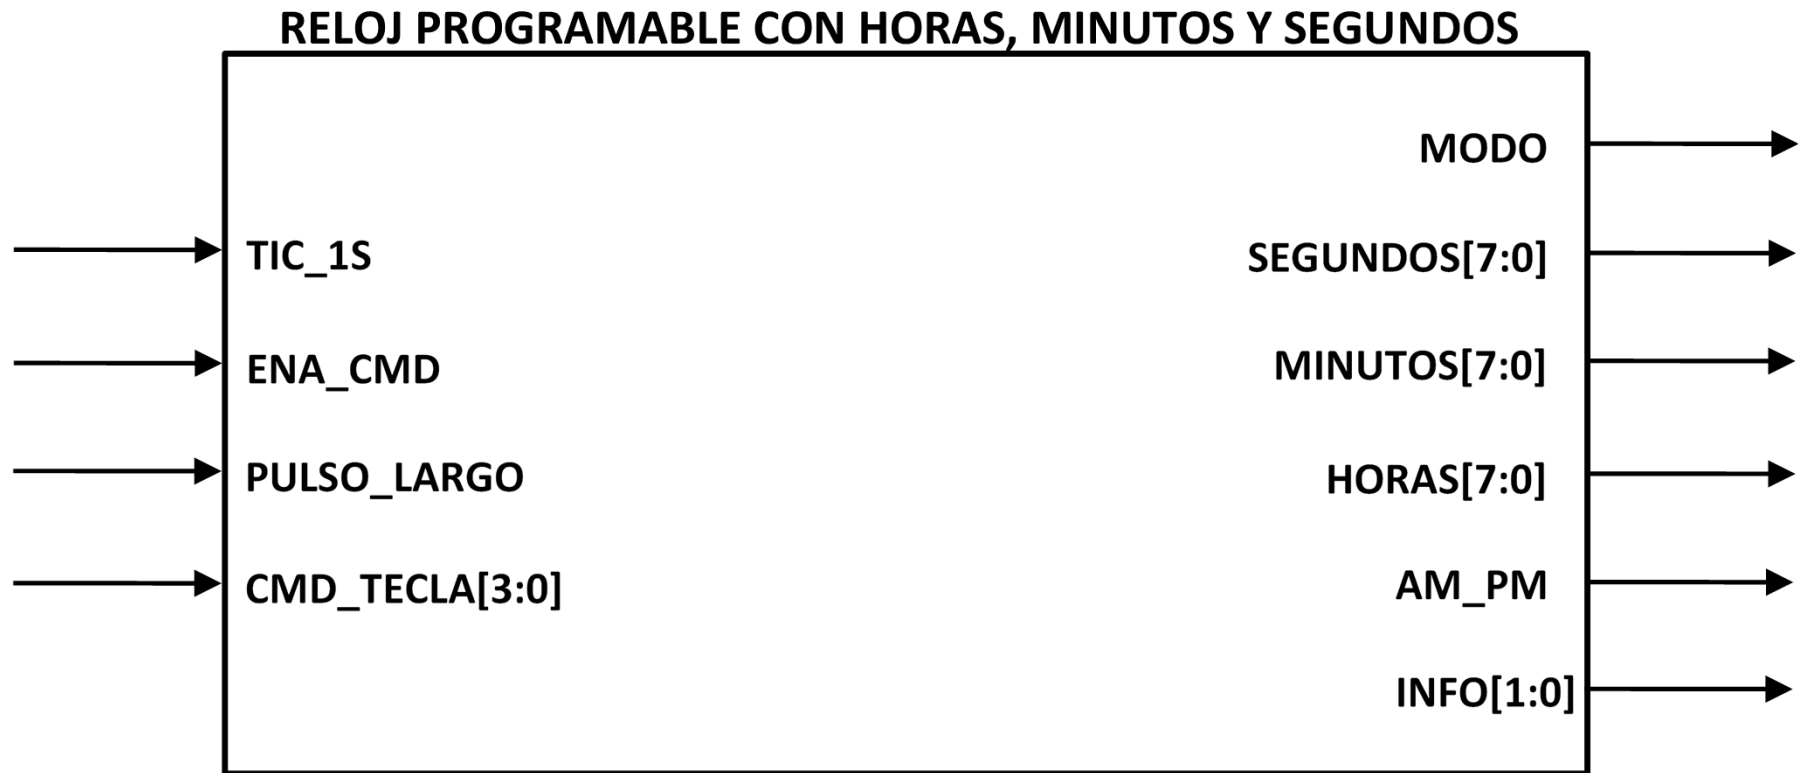 RELOJ PROGRAMABLE CON HORAS, MINUTOS Y SEGUNDOS
MODO
TIC_1S
SEGUNDOS[7:0]
ENA_CMD
MINUTOS[7:0]
PULSO_LARGO
HORAS[7:0]
CMD_TECLA[3:0]
AM_PM
INFO[1:0]